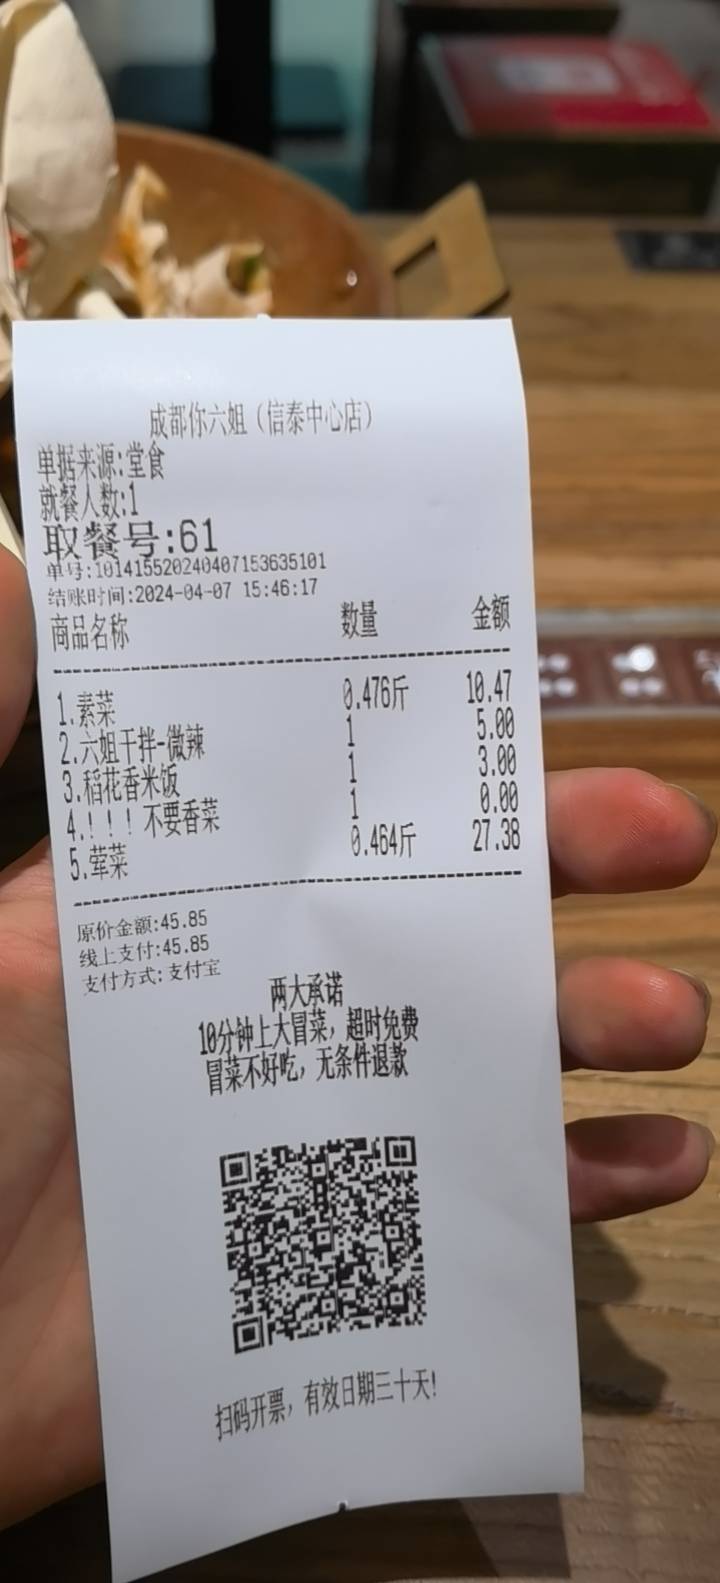 成都你六姐（信泰中心店）
单据来源:堂食
就餐人数:1
取餐号:61
单号:101415520240407153635101
结账时间:2024-04-07 15:46:17
商品名称 数量 金额
1.素菜 0.476斤 10.47
2.六姐干拌-微辣 1 5.00
3.稻花香米饭 1 3.00
4.！！！不要香菜 1 0.00
5.荤菜 0.464斤 27.38
原价金额:45.85
线上支付:45.85
支付方式:支付宝
两大承诺
10分钟上大冒菜，超时免费
冒菜不好吃，无条件退款
扫码开票，有效日期三十天!